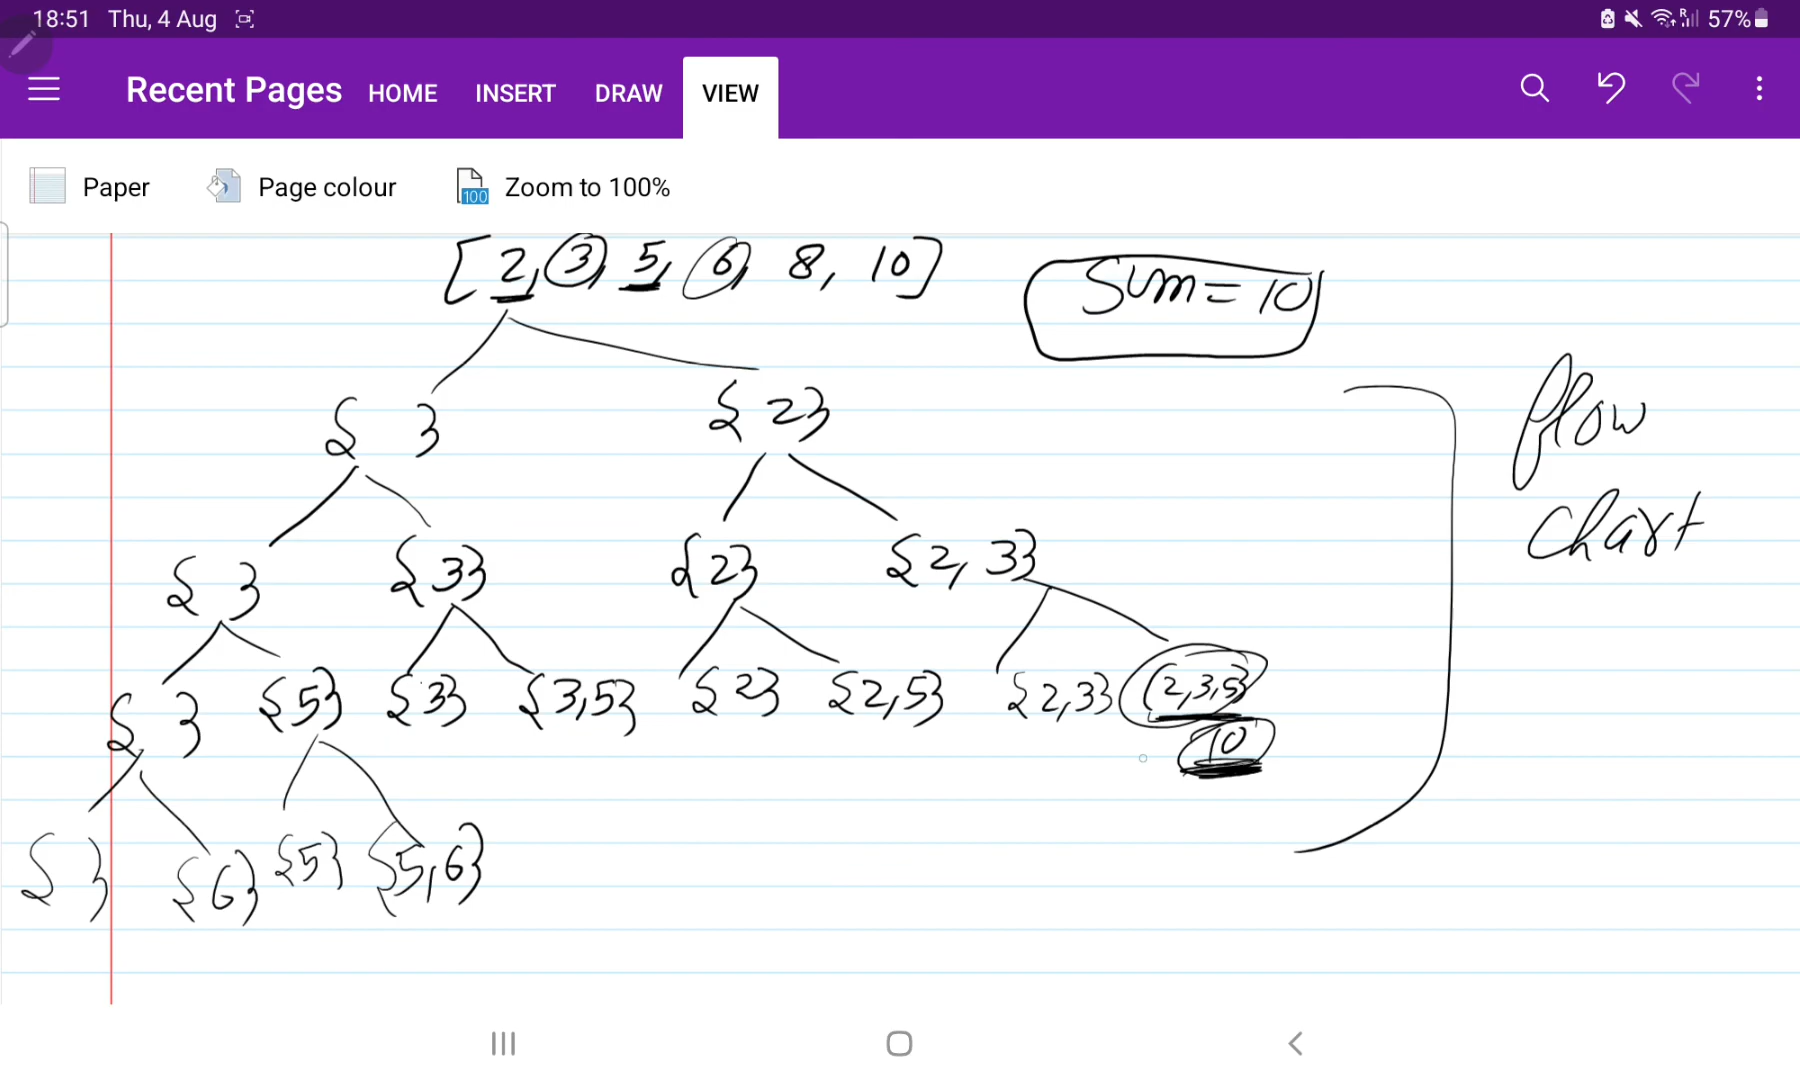 18:51 Thu, 4 Aug R 57%
Recent Pages HOME INSERT DRAW VIEW
Paper Page colour 100 Zoom to 100%
[2, 3, 5, 6, 8, 10] Sum = 10
{ } {2}
flow
chart
{ } {3} {2} {2, 3}
{ } {5} {3} {3,5} {2} {2,5} {2,3} {2,3,5}
10
{ } {6} {5} {5,6}